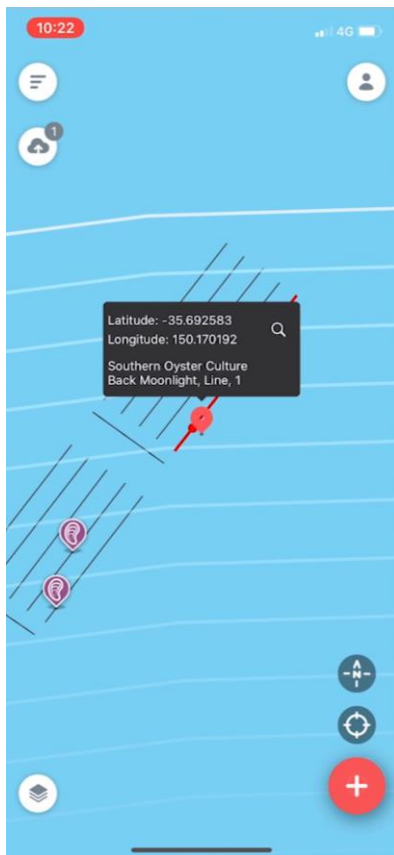 10:22
4G
1
Latitude: -35.692583
Longitude: 150.170192
Southern Oyster Culture
Back Moonlight, Line, 1
N